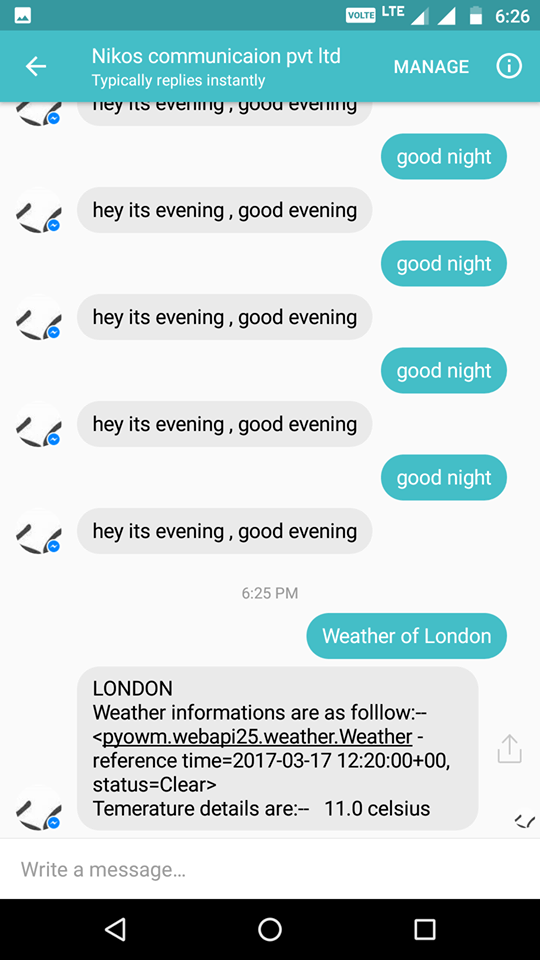 VOLTE LTE 6:26
Nikos communicaion pvt ltd
Typically replies instantly
MANAGE
hey its evening , good evening
good night
hey its evening , good evening
good night
hey its evening , good evening
good night
hey its evening , good evening
good night
hey its evening , good evening
6:25 PM
Weather of London
LONDON
Weather informations are as folllow:--
<pyowm.webapi25.weather.Weather -
reference time=2017-03-17 12:20:00+00,
status=Clear>
Temerature details are:-- 11.0 celsius
Write a message...